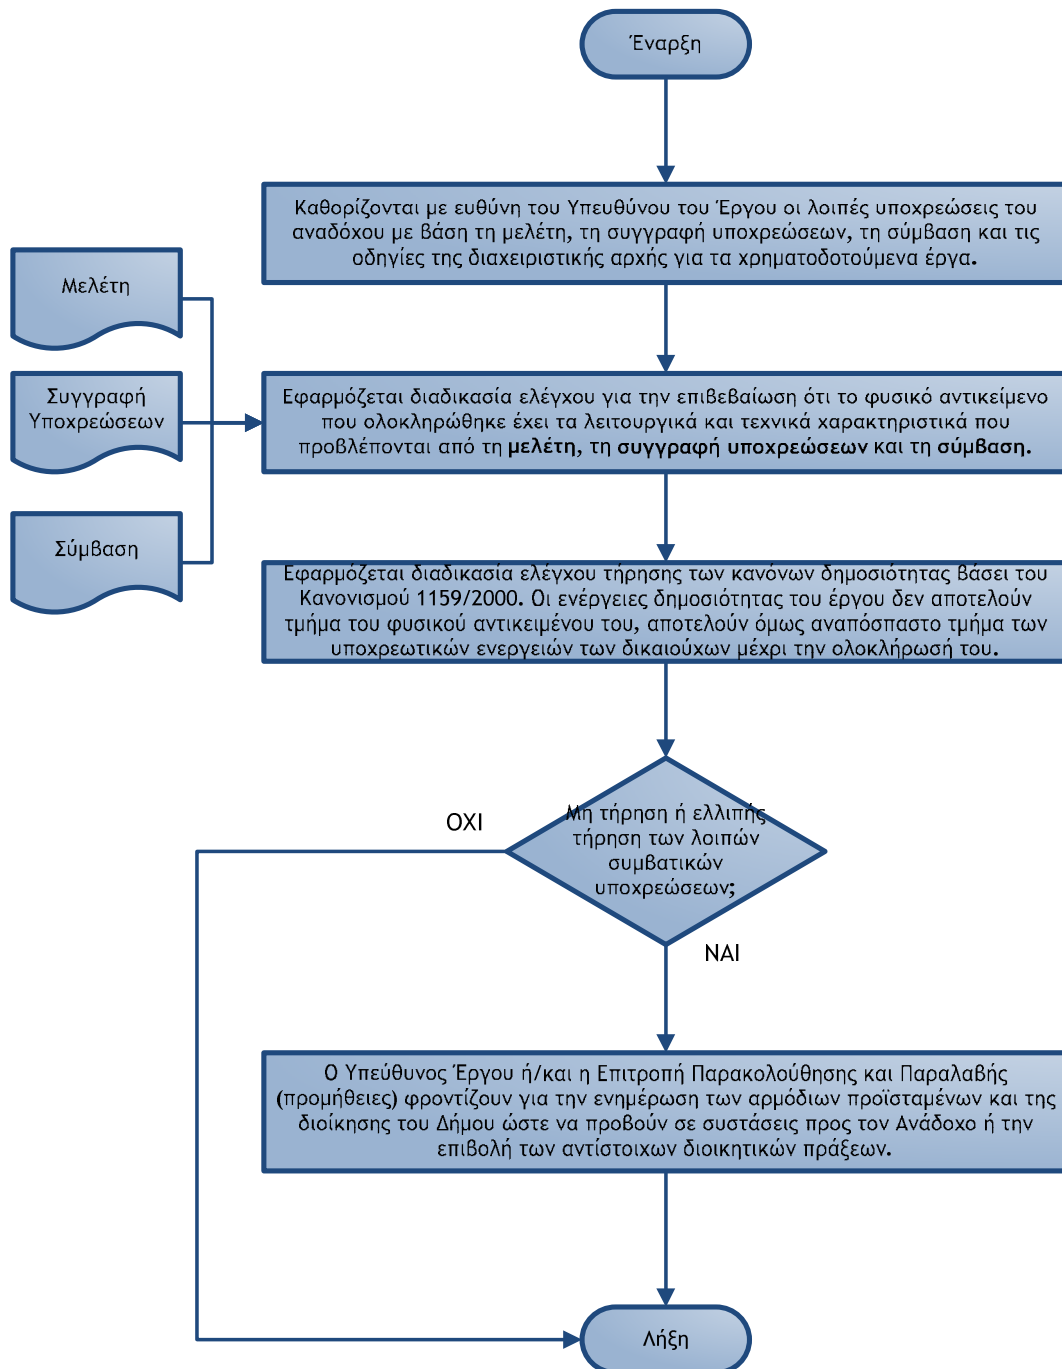 Έναρξη
Καθορίζονται με ευθύνη του Υπευθύνου του Έργου οι λοιπές υποχρεώσεις του
αναδόχου με βάση τη μελέτη, τη συγγραφή υποχρεώσεων, τη σύμβαση και τις
οδηγίες της διαχειριστικής αρχής για τα χρηματοδοτούμενα έργα.
Μελέτη
Συγγραφή
Υποχρεώσεων
Σύμβαση
Εφαρμόζεται διαδικασία ελέγχου για την επιβεβαίωση ότι το φυσικό αντικείμενο
που ολοκληρώθηκε έχει τα λειτουργικά και τεχνικά χαρακτηριστικά που
προβλέπονται από τη μελέτη, τη συγγραφή υποχρεώσεων και τη σύμβαση.
Εφαρμόζεται διαδικασία ελέγχου τήρησης των κανόνων δημοσιότητας βάσει του
Κανονισμού 1159/2000. Οι ενέργειες δημοσιότητας του έργου δεν αποτελούν
τμήμα του φυσικού αντικειμένου του, αποτελούν όμως αναπόσπαστο τμήμα των
υποχρεωτικών ενεργειών των δικαιούχων μέχρι την ολοκλήρωσή του.
Μη τήρηση ή ελλιπής
τήρηση των λοιπών
συμβατικών
υποχρεώσεων;
ΟΧΙ
ΝΑΙ
Ο Υπεύθυνος Έργου ή/και η Επιτροπή Παρακολούθησης και Παραλαβής
(προμήθειες) φροντίζουν για την ενημέρωση των αρμόδιων προϊσταμένων και της
διοίκησης του Δήμου ώστε να προβούν σε συστάσεις προς τον Ανάδοχο ή την
επιβολή των αντίστοιχων διοικητικών πράξεων.
Λήξη